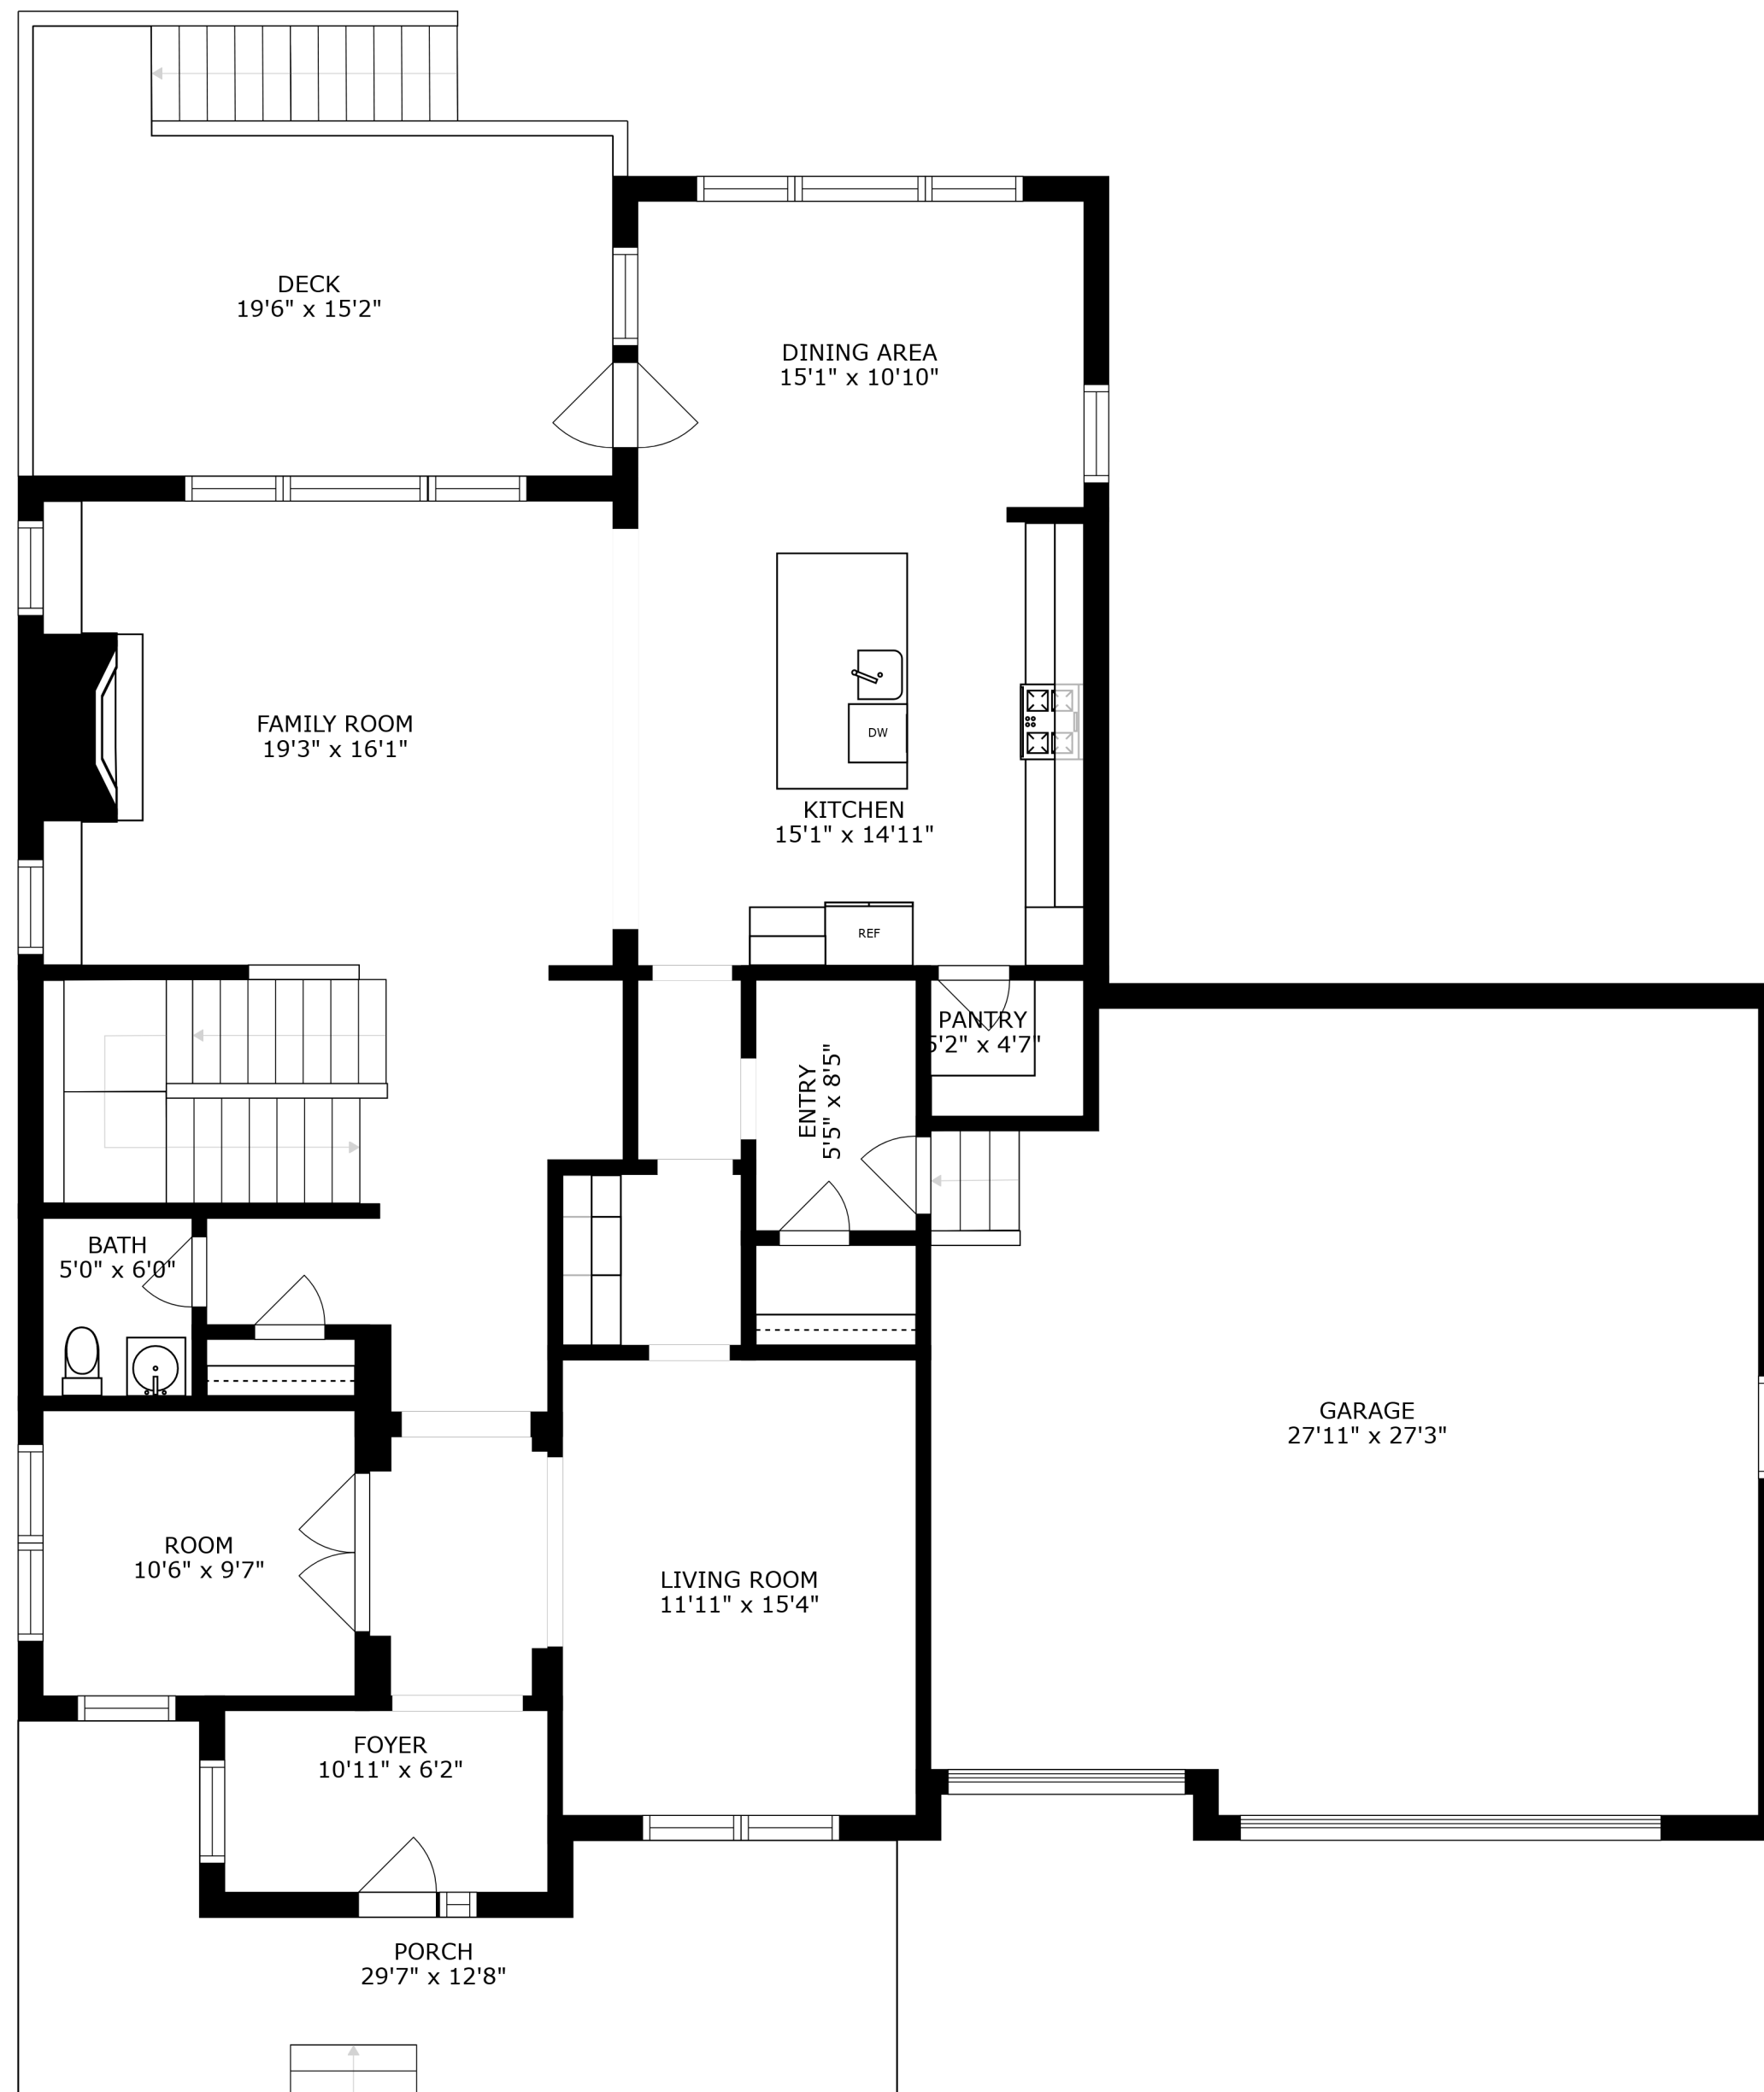 DECK
19'6" x 15'2"
DINING AREA
15'1" x 10'10"
FAMILY ROOM
19'3" x 16'1"
DW
KITCHEN
15'1" x 14'11"
REF
PANTRY
5'2" x 4'7"
ENTRY
5'5" x 8'5"
BATH
5'0" x 6'0"
GARAGE
27'11" x 27'3"
ROOM
10'6" x 9'7"
LIVING ROOM
11'11" x 15'4"
FOYER
10'11" x 6'2"
PORCH
29'7" x 12'8"